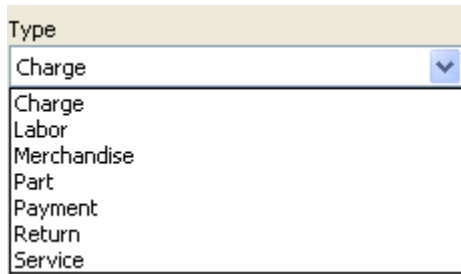 Type
Charge
Charge
Labor
Merchandise
Part
Payment
Return
Service